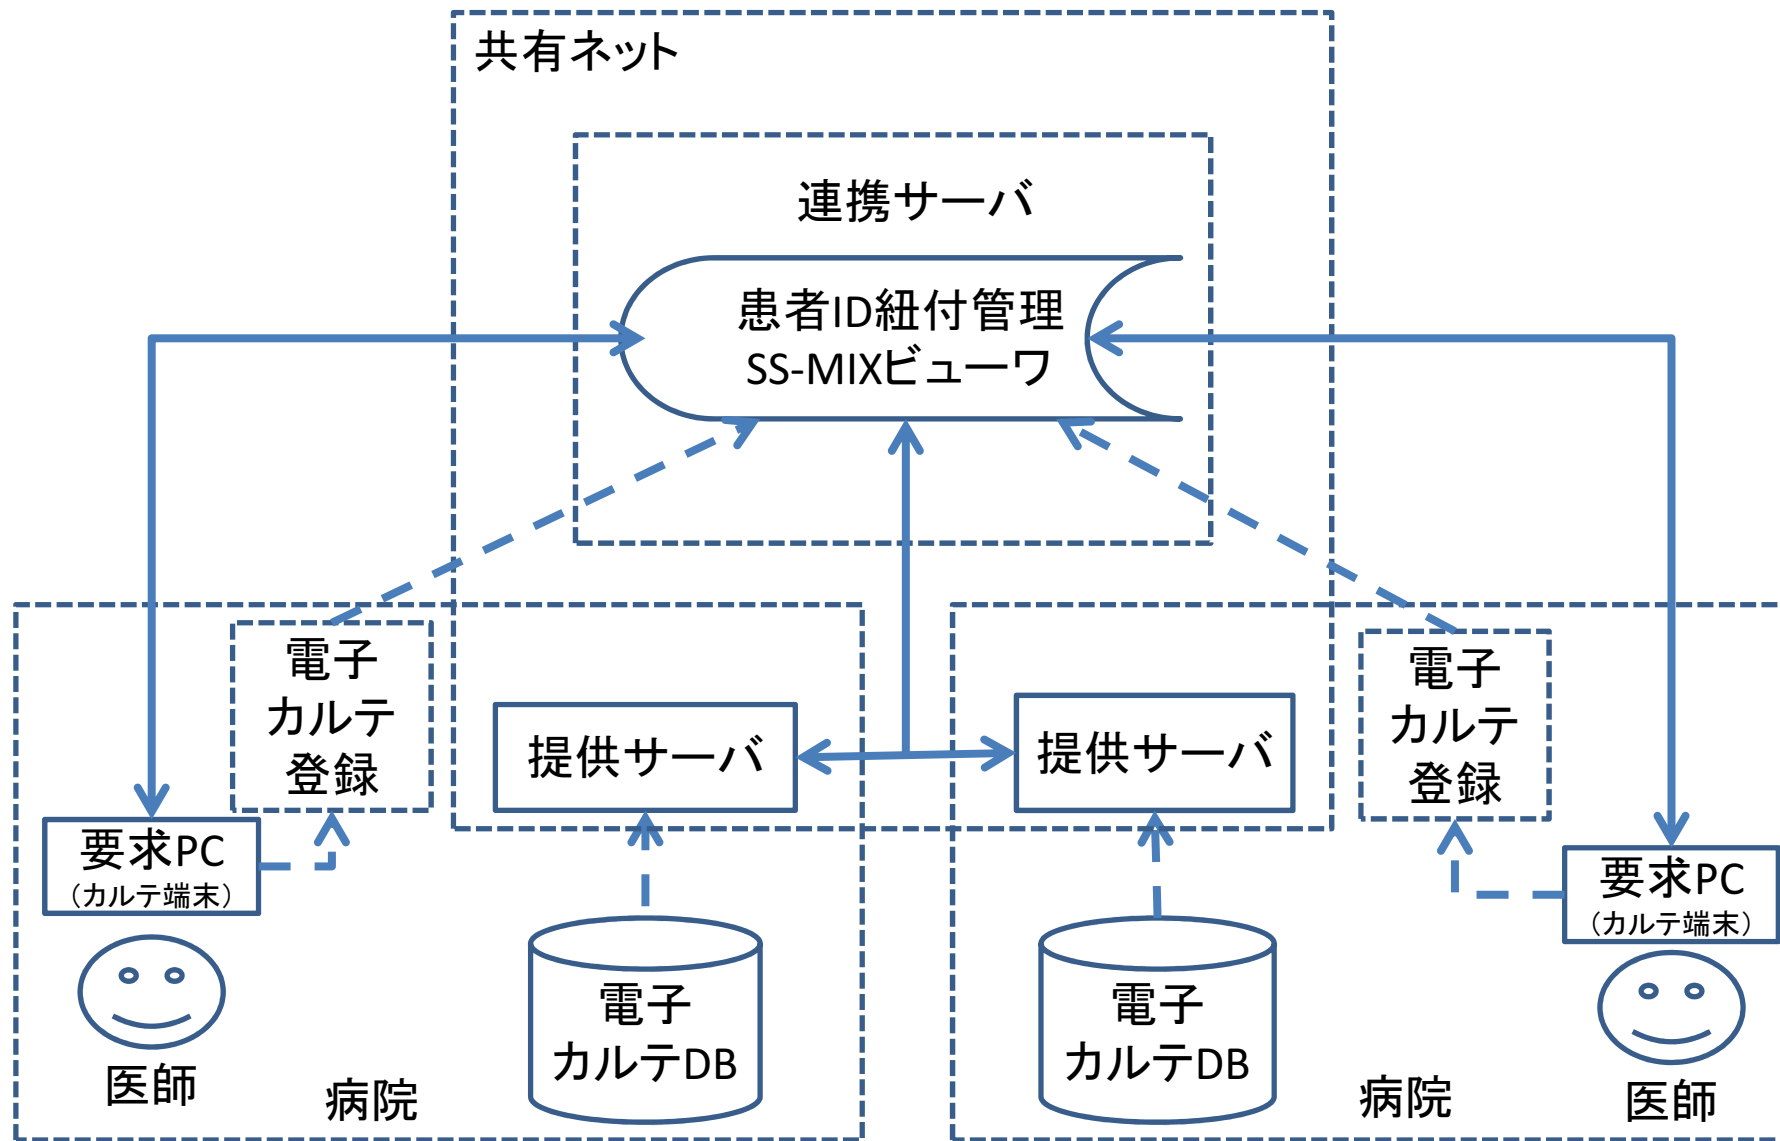 共有ネット
連携サーバ
患者ID紐付管理
SS-MIXビューワ
電子
カルテ
登録
提供サーバ
提供サーバ
電子
カルテ
登録
要求PC
（カルテ端末）
要求PC
（カルテ端末）
電子
カルテDB
電子
カルテDB
医師
病院
病院
医師